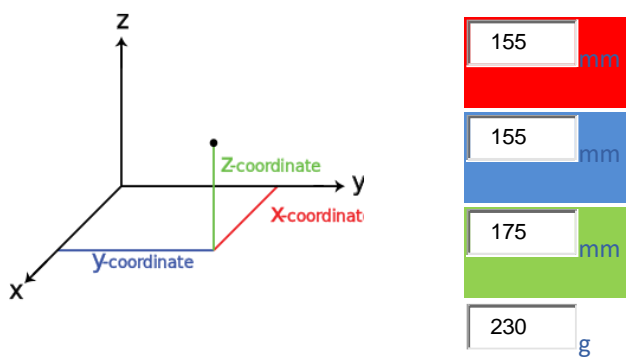 z
y
z-coordinate
x-coordinat
y-coordinate
x
155
mm
155
mm
175
mm
230
g